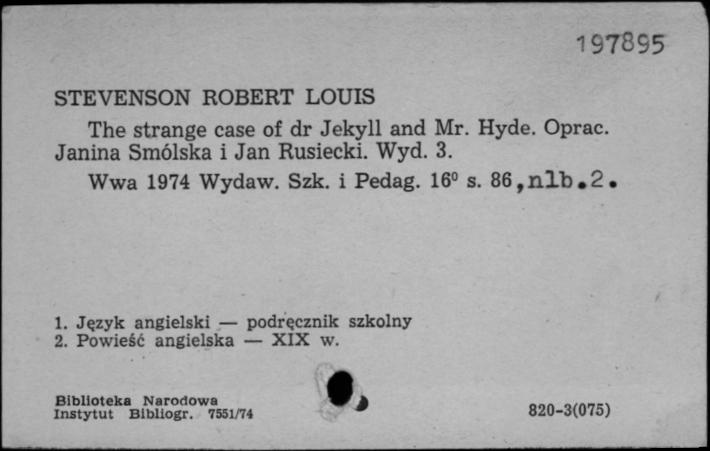 197895
STEVENSON ROBERT LOUIS
The strange case of dr Jekyll and Mr. Hyde. Oprac.
Janina Smólska i Jan Rusiecki. Wyd. 3.
Wwa 1974 Wydaw. Szk. i Pedag. 16⁰ s. 86, nlb. 2.
1. Język angielski — podręcznik szkolny
2. Powieść angielska — XIX w.
Biblioteka Narodowa
Instytut Bibliogr. 7551/74
820-3(075)